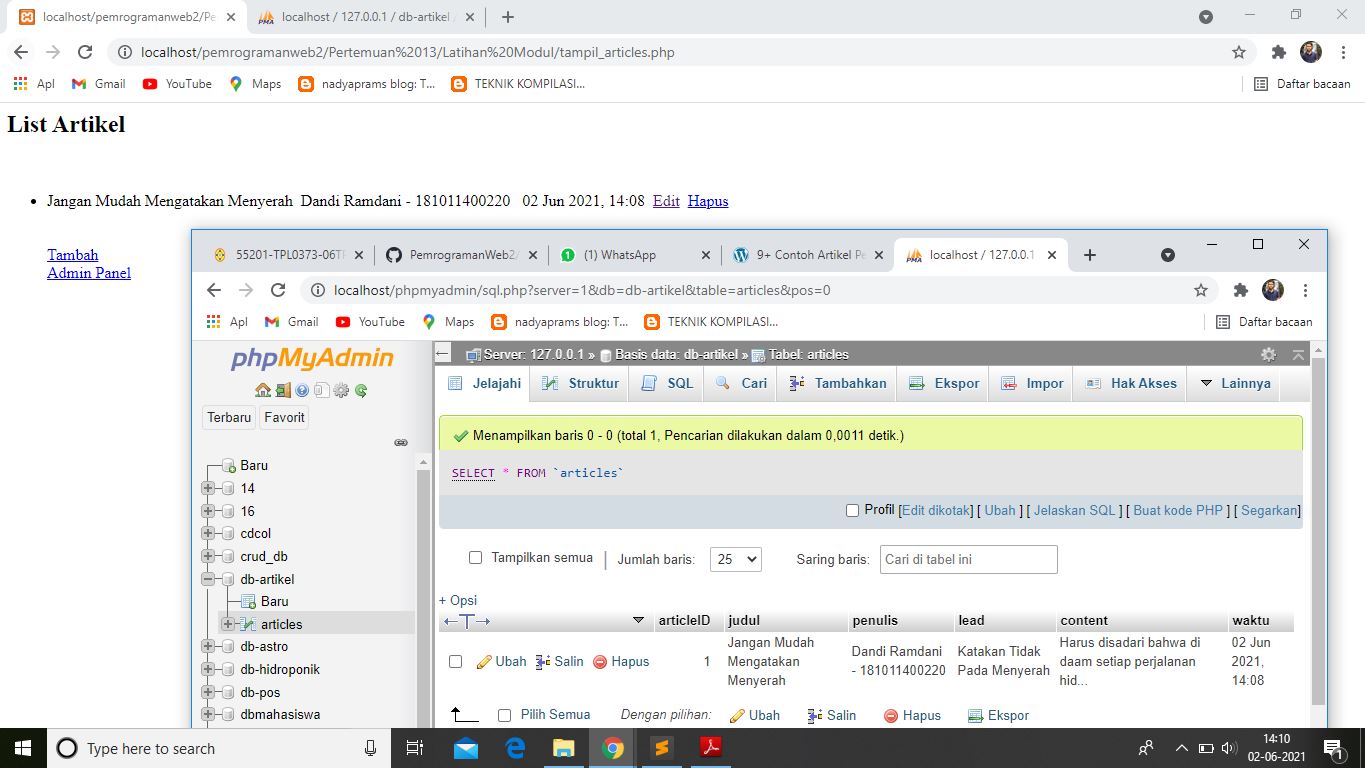 localhost/pemrogramanweb2/Pe
localhost / 127.0.0.1 / db-artikel /
localhost/pemrogramanweb2/Pertemuan%2013/Latihan%20Modul/tampil_articles.php
Apl Gmail YouTube Maps nadyaprams blog: T... TEKNIK KOMPILASI... Daftar bacaan
List Artikel
Jangan Mudah Mengatakan Menyerah Dandi Ramdani - 181011400220 02 Jun 2021, 14:08 Edit Hapus
Tambah
Admin Panel
55201-TPL0373-06TP PemrogramanWeb2/ (1) WhatsApp 9+ Contoh Artikel Pe localhost / 127.0.0.1
localhost/phpmyadmin/sql.php?server=1&db=db-artikel&table=articles&pos=0
Apl Gmail YouTube Maps nadyaprams blog: T... TEKNIK KOMPILASI... Daftar bacaan
phpMyAdmin
Terbaru Favorit
Baru
14
16
cdcol
crud_db
db-artikel
Baru
articles
db-astro
db-hidroponik
db-pos
dbmahasiswa
Server: 127.0.0.1 » Basis data: db-artikel » Tabel: articles
Jelajahi Struktur SQL Cari Tambahkan Ekspor Impor Hak Akses Lainnya
Menampilkan baris 0 - 0 (total 1, Pencarian dilakukan dalam 0,0011 detik.)
SELECT * FROM `articles`
Profil [Edit dikotak] [ Ubah ] [ Jelaskan SQL ] [ Buat kode PHP ] [ Segarkan]
Tampilkan semua | Jumlah baris: 25 Saring baris: Cari di tabel ini
+ Opsi
←T→ articleID judul penulis lead content waktu
Ubah Salin Hapus 1
Jangan Mudah
Mengatakan
Menyerah
Dandi Ramdani
- 181011400220
Katakan Tidak
Pada Menyerah
Harus disadari bahwa di
daam setiap perjalanan
hid...
02 Jun
2021,
14:08
Pilih Semua Dengan pilihan: Ubah Salin Hapus Ekspor
Type here to search
14:10
02-06-2021
1